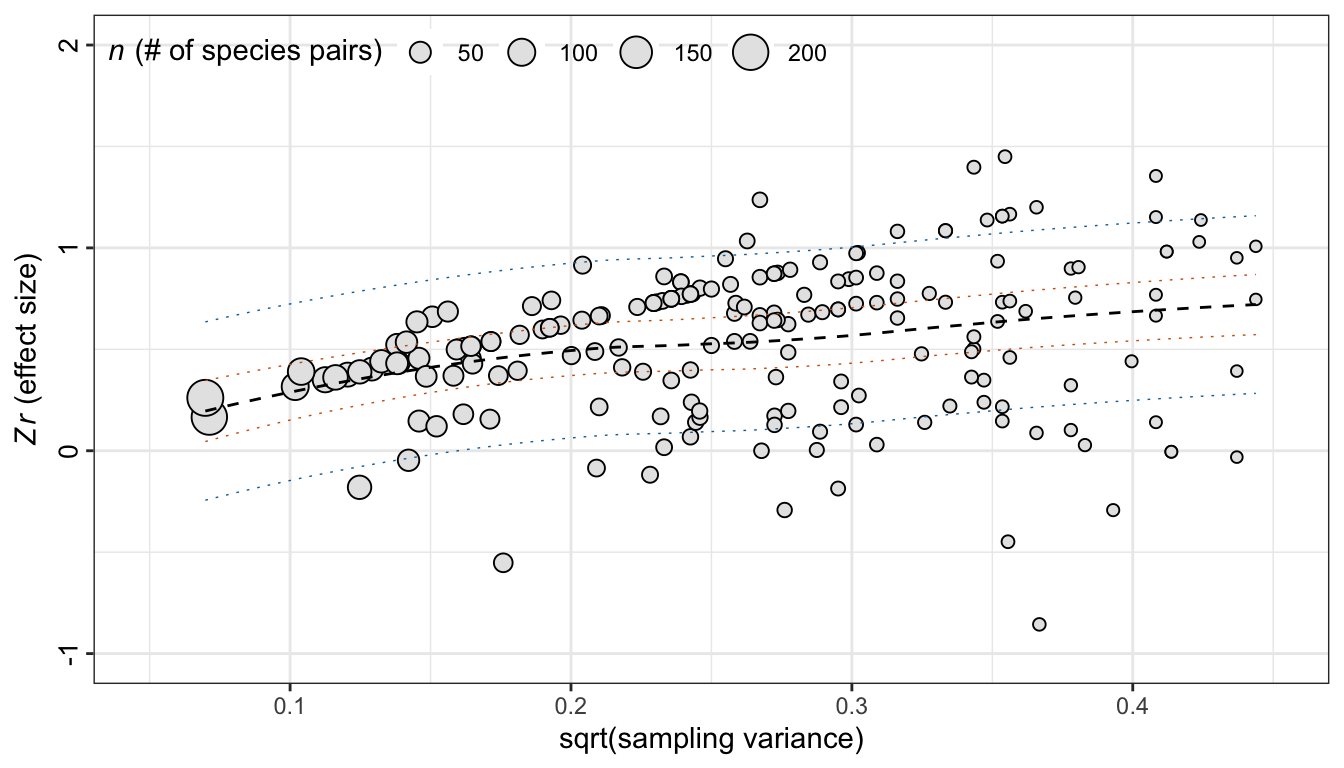 n (# of species pairs) 50 100 150 200
2
1
0
-1
Zr (effect size)
0.1 0.2 0.3 0.4
sqrt(sampling variance)